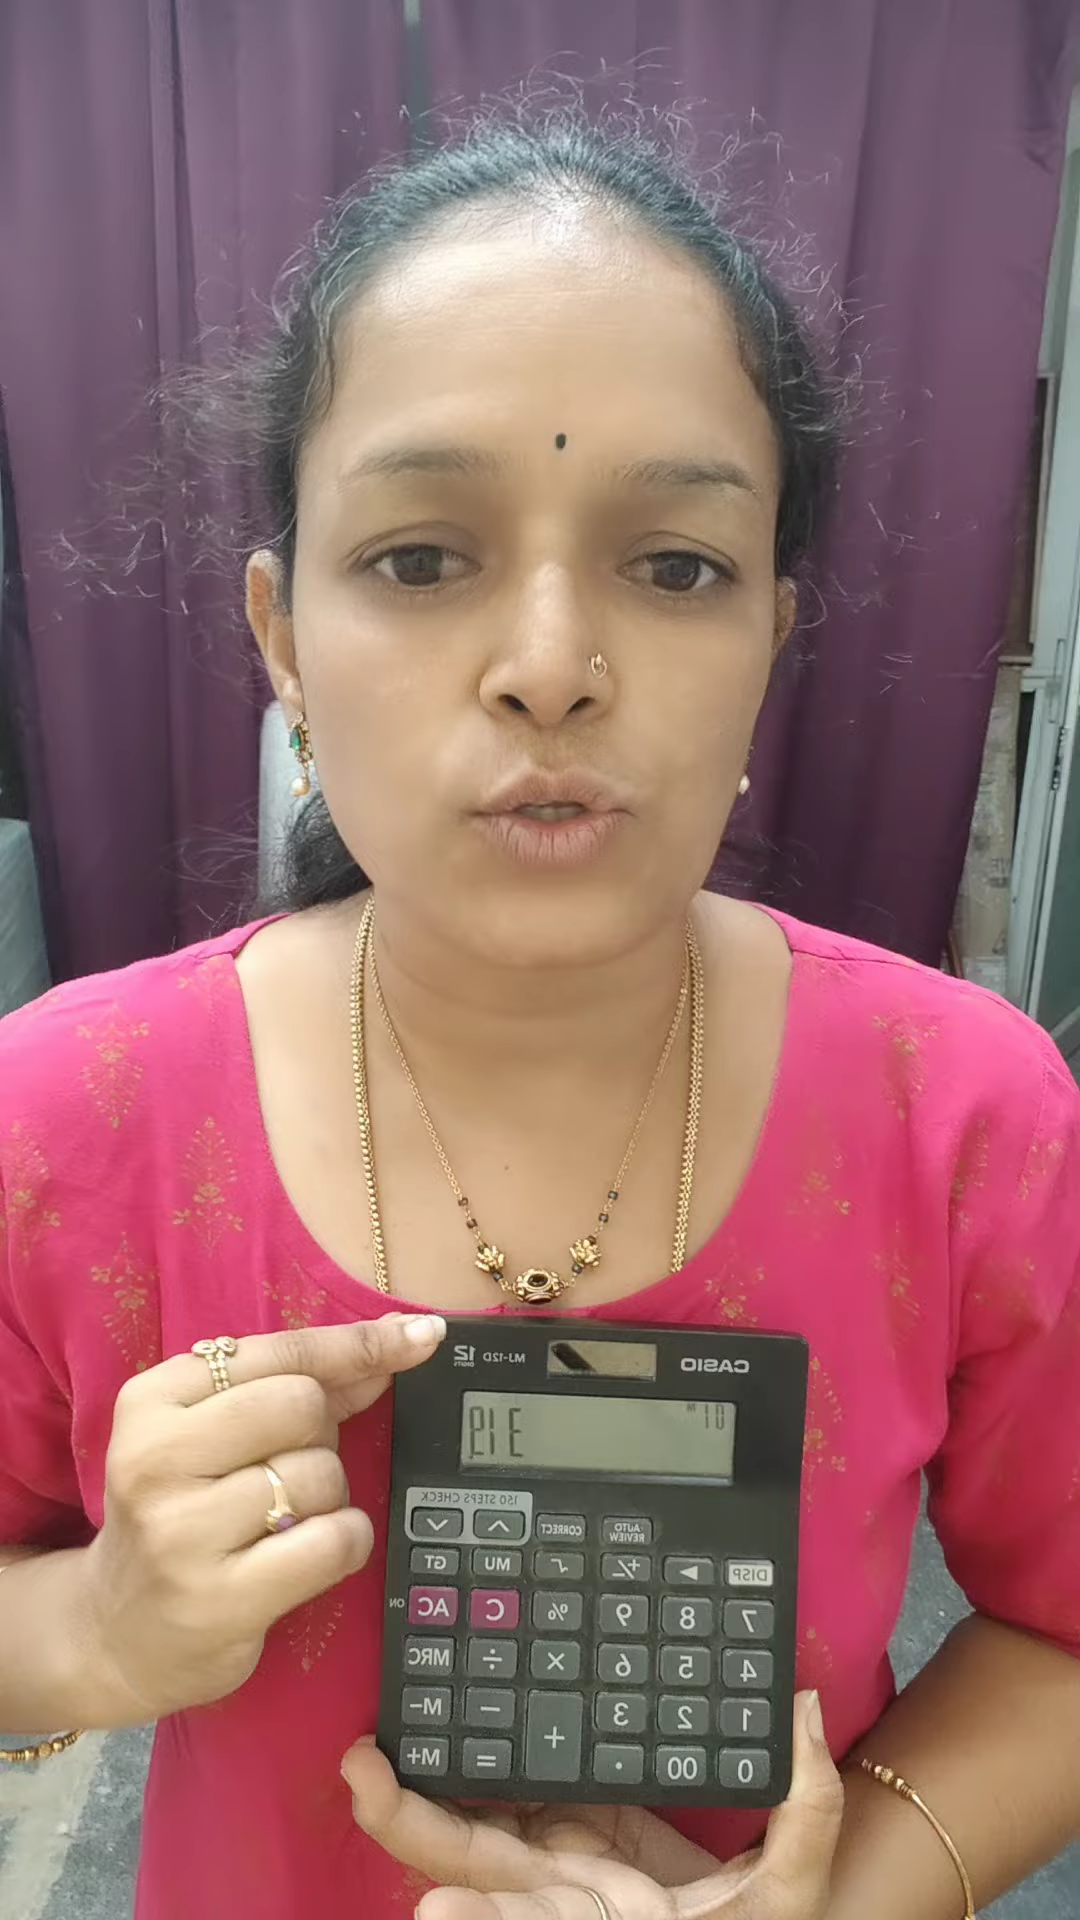 CASIO MJ-12D 12 DIGITS
150 STEPS CHECK
AUTO REVIEW CORRECT
DISP ▶ +/- √ MU GT
7 8 9 % C AC ON
4 5 6 × ÷ MRC
1 2 3 + − M−
0 00 · = M+